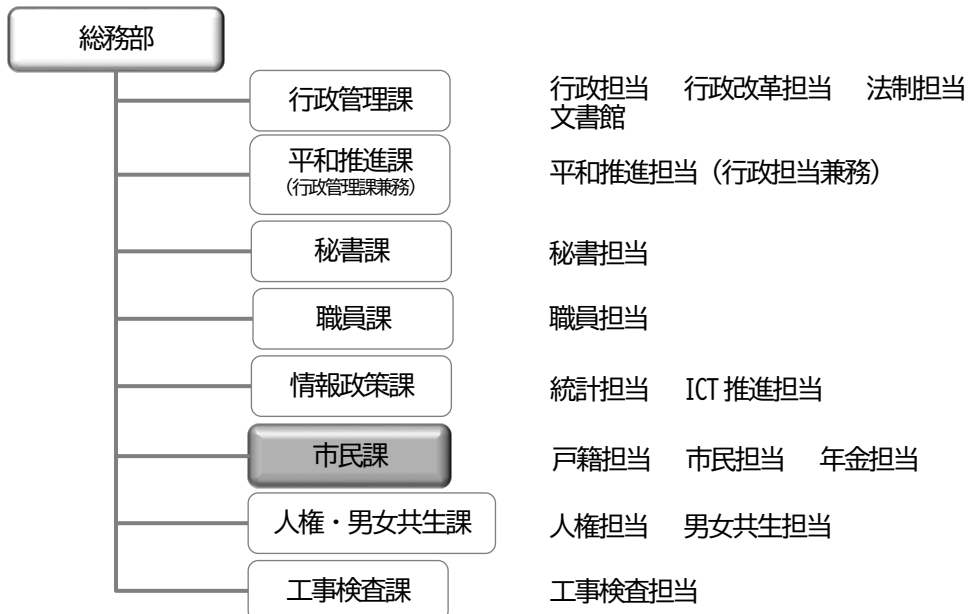 総務部
行政管理課 行政担当 行政改革担当 法制担当
文書館
平和推進課
(行政管理課兼務) 平和推進担当(行政担当兼務)
秘書課 秘書担当
職員課 職員担当
情報政策課 統計担当 ICT推進担当
市民課 戸籍担当 市民担当 年金担当
人権・男女共生課 人権担当 男女共生担当
工事検査課 工事検査担当